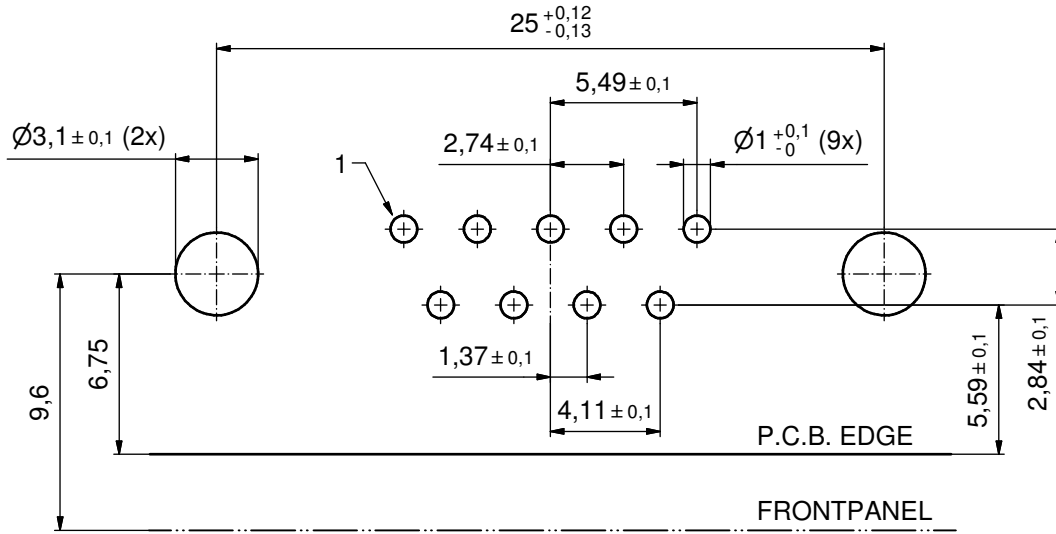 25 +0,12 -0,13
5,49 ± 0,1
Ø3,1 ± 0,1 (2x)
2,74 ± 0,1
Ø1 +0,1 -0 (9x)
1
1,37 ± 0,1
4,11 ± 0,1
9,6
6,75
5,59 ± 0,1
2,84 ± 0,1
P.C.B. EDGE
FRONTPANEL